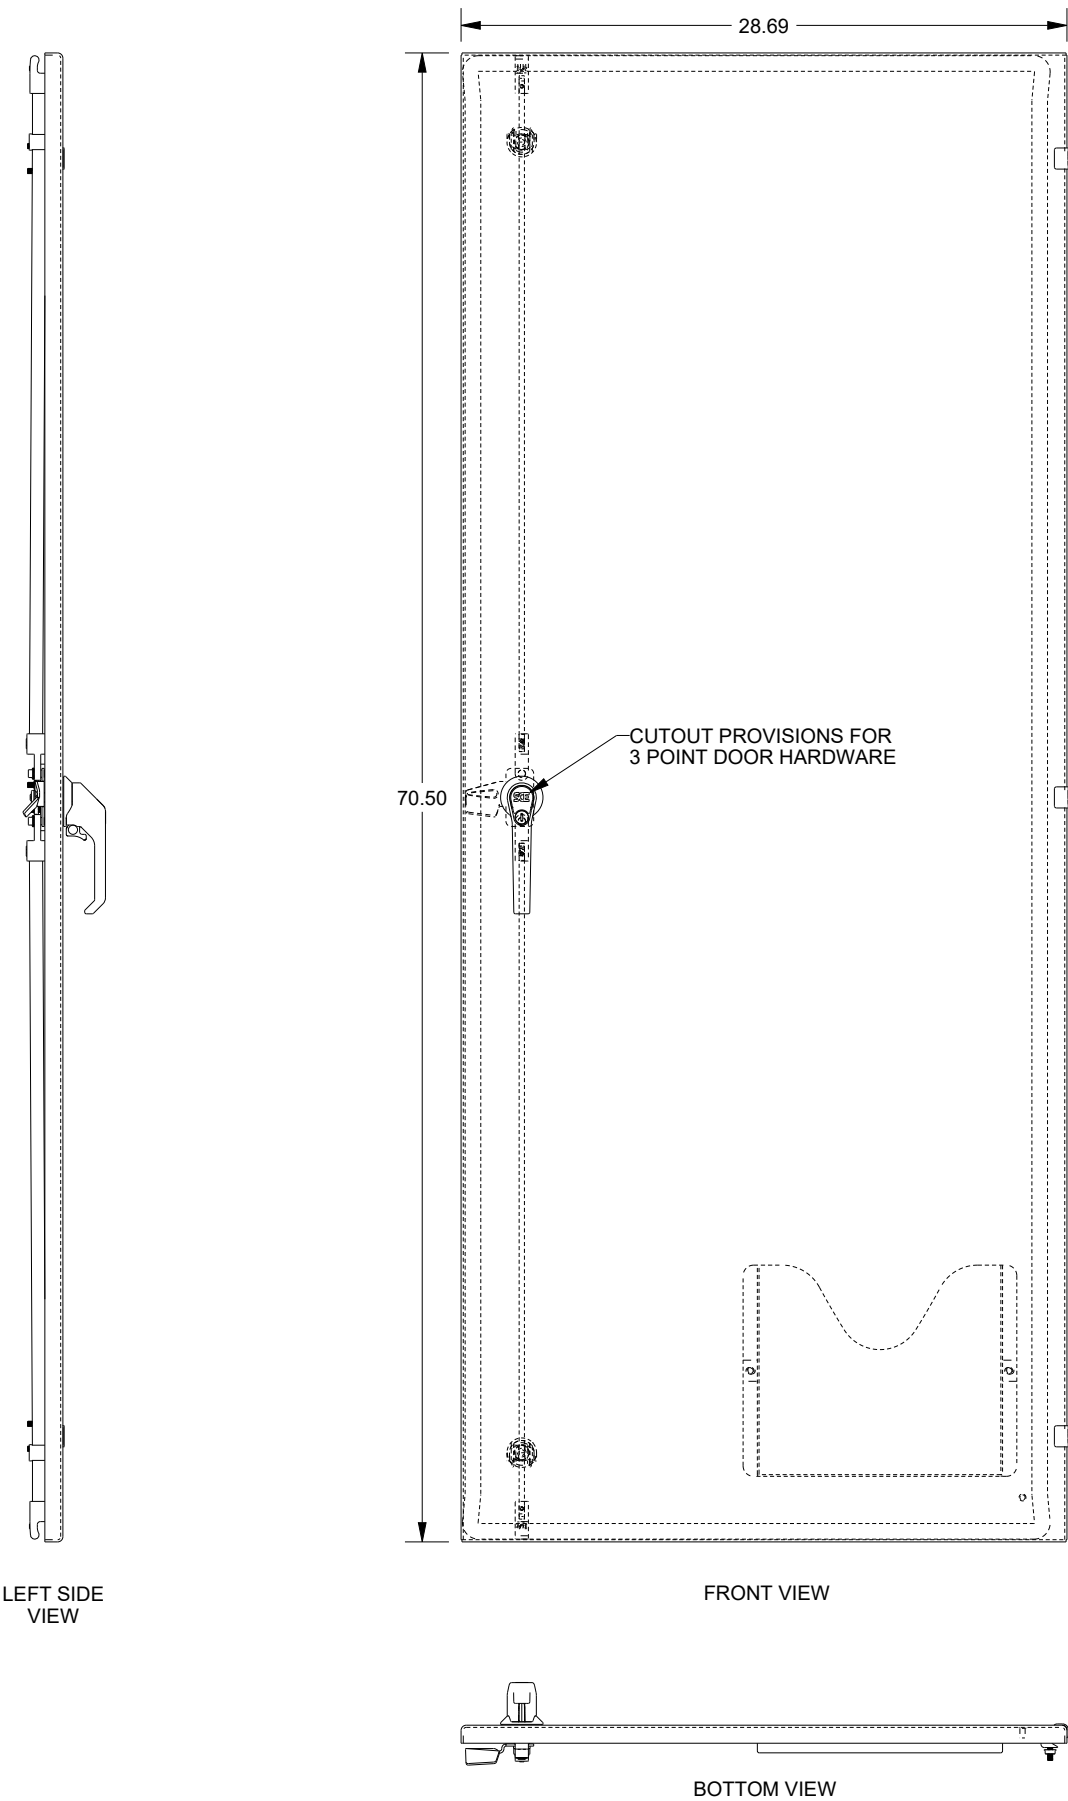 28.69
CUTOUT PROVISIONS FOR
3 POINT DOOR HARDWARE
70.50
LEFT SIDE
VIEW
FRONT VIEW
BOTTOM VIEW